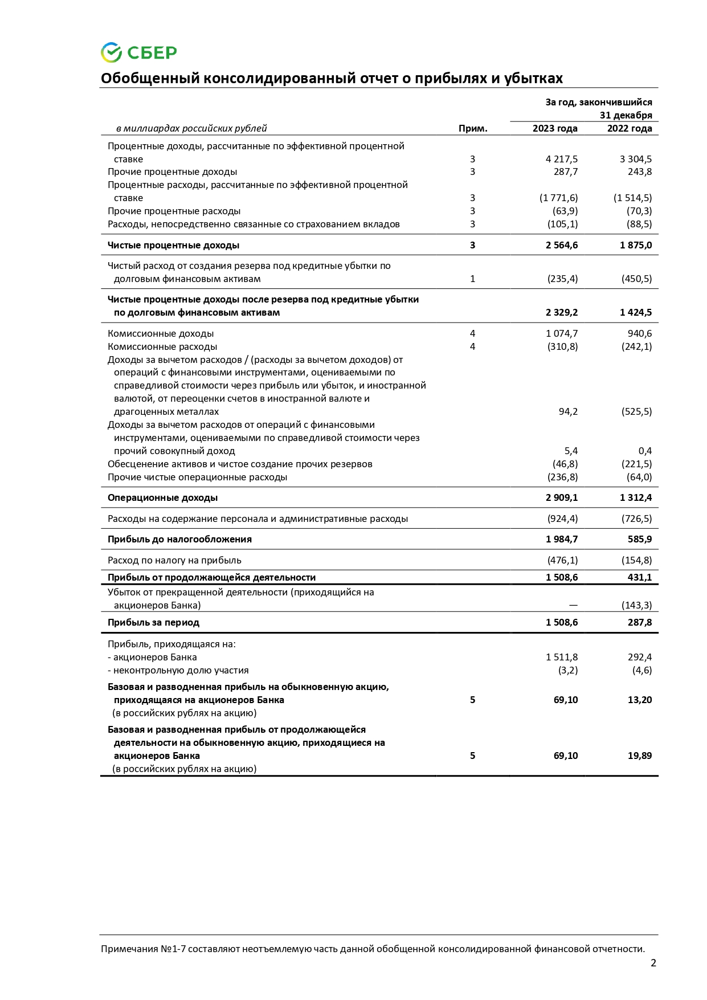 СБЕР
Обобщенный консолидированный отчет о прибылях и убытках
За год, закончившийся
31 декабря
в миллиардах российских рублей Прим. 2023 года 2022 года
Процентные доходы, рассчитанные по эффективной процентной
ставке 3 4 217,5 3 304,5
Прочие процентные доходы 3 287,7 243,8
Процентные расходы, рассчитанные по эффективной процентной
ставке 3 (1 771,6) (1 514,5)
Прочие процентные расходы 3 (63,9) (70,3)
Расходы, непосредственно связанные со страхованием вкладов 3 (105,1) (88,5)
Чистые процентные доходы 3 2 564,6 1 875,0
Чистый расход от создания резерва под кредитные убытки по
долговым финансовым активам 1 (235,4) (450,5)
Чистые процентные доходы после резерва под кредитные убытки
по долговым финансовым активам 2 329,2 1 424,5
Комиссионные доходы 4 1 074,7 940,6
Комиссионные расходы 4 (310,8) (242,1)
Доходы за вычетом расходов / (расходы за вычетом доходов) от
операций с финансовыми инструментами, оцениваемыми по
справедливой стоимости через прибыль или убыток, и иностранной
валютой, от переоценки счетов в иностранной валюте и
драгоценных металлах 94,2 (525,5)
Доходы за вычетом расходов от операций с финансовыми
инструментами, оцениваемыми по справедливой стоимости через
прочий совокупный доход 5,4 0,4
Обесценение активов и чистое создание прочих резервов (46,8) (221,5)
Прочие чистые операционные расходы (236,8) (64,0)
Операционные доходы 2 909,1 1 312,4
Расходы на содержание персонала и административные расходы (924,4) (726,5)
Прибыль до налогообложения 1 984,7 585,9
Расход по налогу на прибыль (476,1) (154,8)
Прибыль от продолжающейся деятельности 1 508,6 431,1
Убыток от прекращенной деятельности (приходящийся на
акционеров Банка) — (143,3)
Прибыль за период 1 508,6 287,8
Прибыль, приходящаяся на:
- акционеров Банка 1 511,8 292,4
- неконтрольную долю участия (3,2) (4,6)
Базовая и разводненная прибыль на обыкновенную акцию,
приходящаяся на акционеров Банка 5 69,10 13,20
(в российских рублях на акцию)
Базовая и разводненная прибыль от продолжающейся
деятельности на обыкновенную акцию, приходящиеся на
акционеров Банка 5 69,10 19,89
(в российских рублях на акцию)
Примечания №1-7 составляют неотъемлемую часть данной обобщенной консолидированной финансовой отчетности.
2